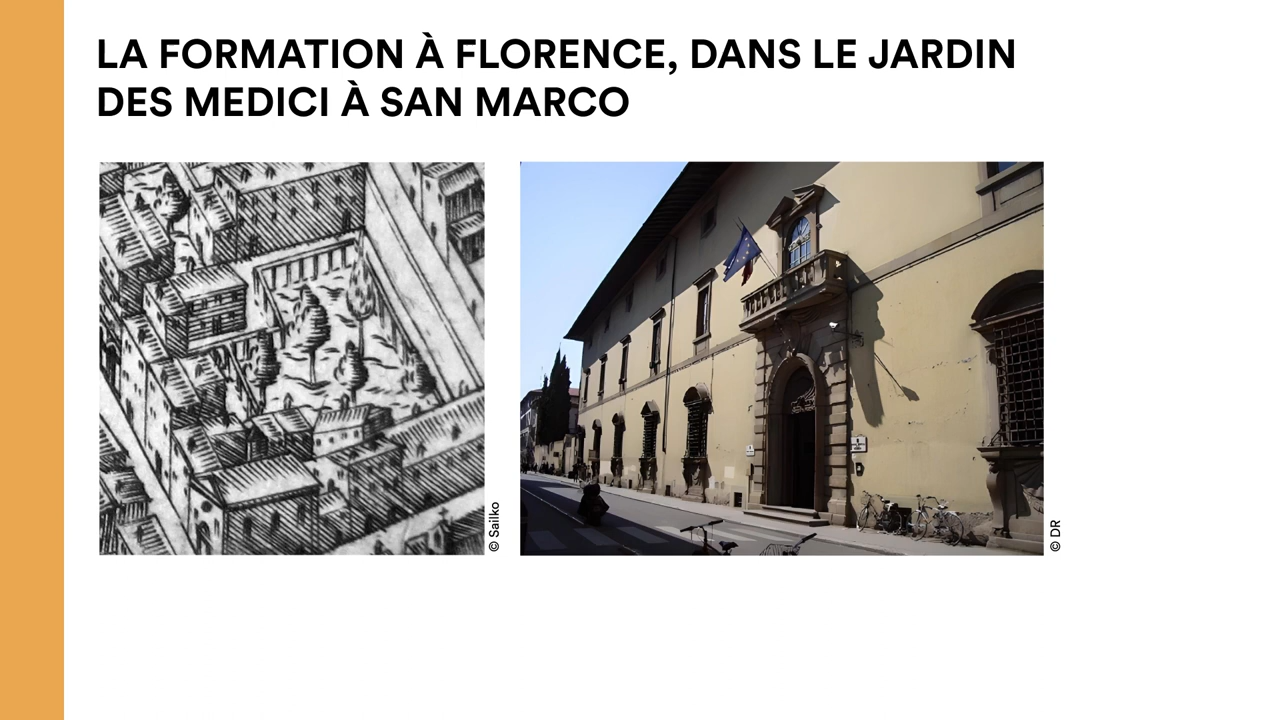 LA FORMATION À FLORENCE, DANS LE JARDIN
DES MEDICI À SAN MARCO
© Sailko
© DR